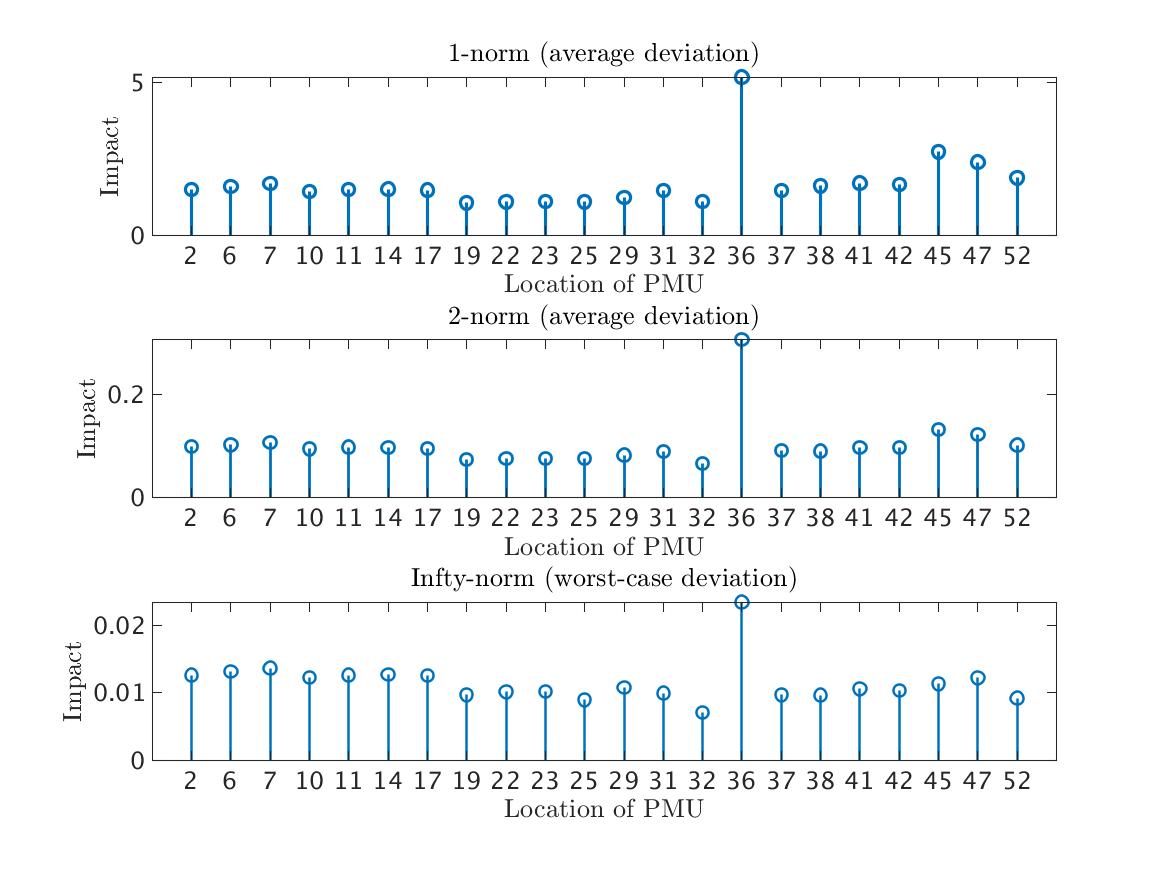 1-norm (average deviation)
5
0
Impact
2 6 7 10 11 14 17 19 22 23 25 29 31 32 36 37 38 41 42 45 47 52
Location of PMU
2-norm (average deviation)
0.2
0
Impact
2 6 7 10 11 14 17 19 22 23 25 29 31 32 36 37 38 41 42 45 47 52
Location of PMU
Infty-norm (worst-case deviation)
0.02
0.01
0
Impact
2 6 7 10 11 14 17 19 22 23 25 29 31 32 36 37 38 41 42 45 47 52
Location of PMU